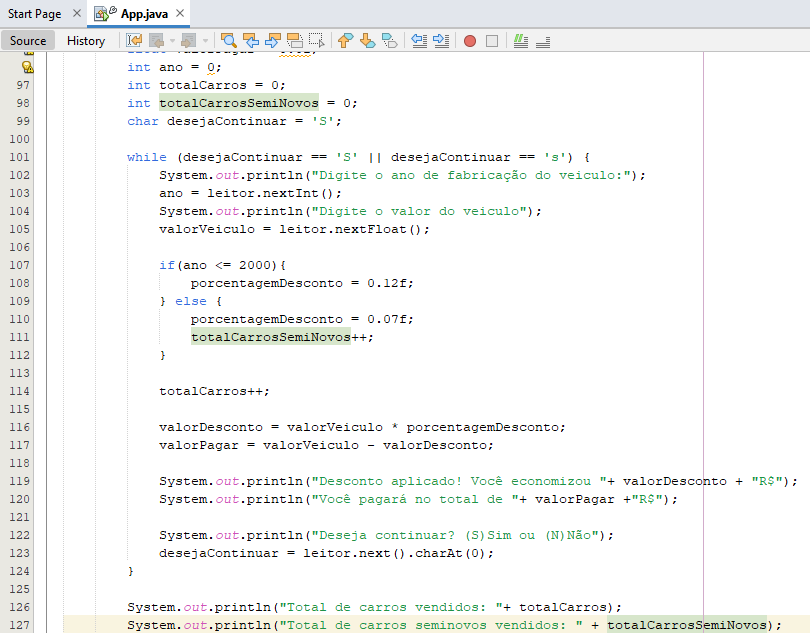 Start Page × App.java ×
Source History
int ano = 0;
97 int totalCarros = 0;
98 int totalCarrosSemiNovos = 0;
99 char desejaContinuar = 'S';
100
101 while (desejaContinuar == 'S' || desejaContinuar == 's') {
102 System.out.println("Digite o ano de fabricação do veiculo:");
103 ano = leitor.nextInt();
104 System.out.println("Digite o valor do veiculo");
105 valorVeiculo = leitor.nextFloat();
106
107 if(ano <= 2000){
108 porcentagemDesconto = 0.12f;
109 } else {
110 porcentagemDesconto = 0.07f;
111 totalCarrosSemiNovos++;
112 }
113
114 totalCarros++;
115
116 valorDesconto = valorVeiculo * porcentagemDesconto;
117 valorPagar = valorVeiculo - valorDesconto;
118
119 System.out.println("Desconto aplicado! Você economizou "+ valorDesconto + "R$");
120 System.out.println("Você pagará no total de "+ valorPagar +"R$");
121
122 System.out.println("Deseja continuar? (S)Sim ou (N)Não");
123 desejaContinuar = leitor.next().charAt(0);
124 }
125
126 System.out.println("Total de carros vendidos: "+ totalCarros);
127 System.out.println("Total de carros seminovos vendidos: " + totalCarrosSemiNovos);